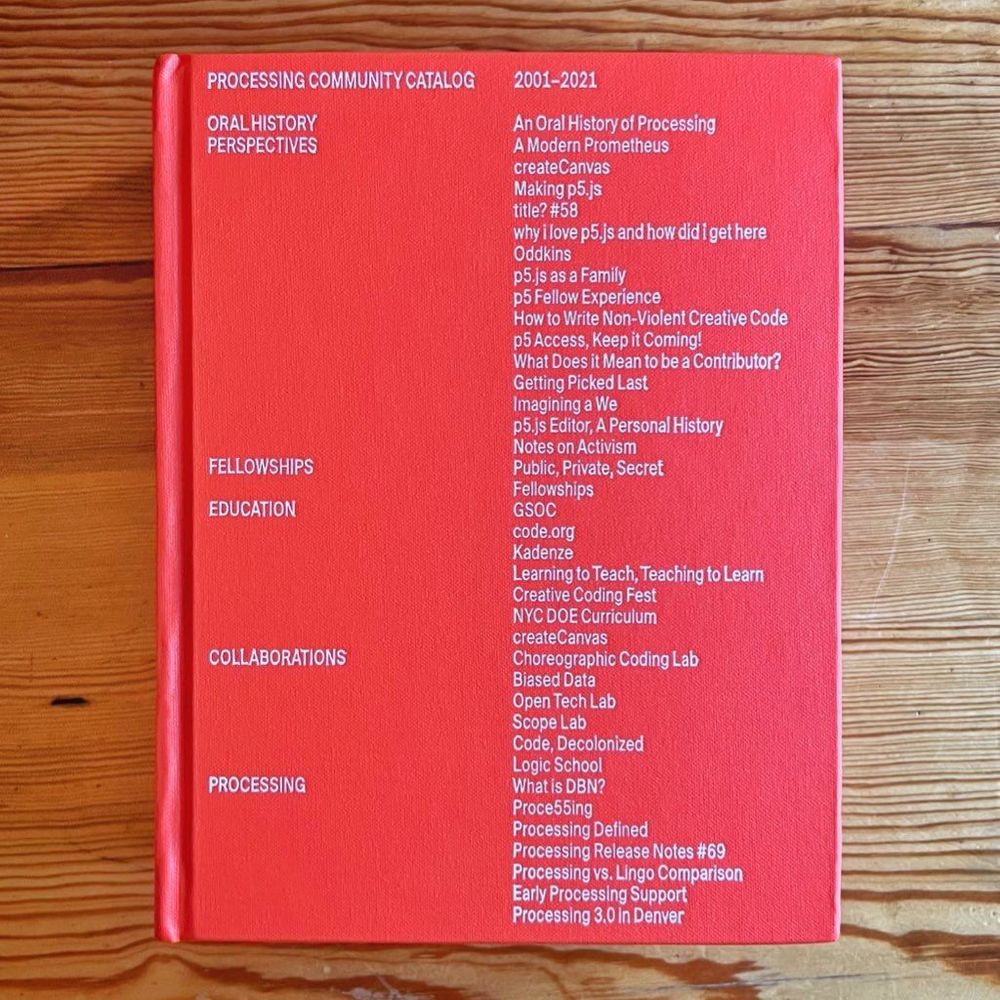 PROCESSING COMMUNITY CATALOG 2001–2021
ORAL HISTORY An Oral History of Processing
PERSPECTIVES A Modern Prometheus
createCanvas
Making p5.js
title? #58
why i love p5.js and how did I get here
Oddkins
p5.js as a Family
p5 Fellow Experience
How to Write Non-Violent Creative Code
p5 Access, Keep it Coming!
What Does it Mean to be a Contributor?
Getting Picked Last
Imagining a We
p5.js Editor, A Personal History
Notes on Activism
FELLOWSHIPS Public, Private, Secret
Fellowships
EDUCATION GSOC
code.org
Kadenze
Learning to Teach, Teaching to Learn
Creative Coding Fest
NYC DOE Curriculum
createCanvas
COLLABORATIONS Choreographic Coding Lab
Biased Data
Open Tech Lab
Scope Lab
Code, Decolonized
Logic School
PROCESSING What is DBN?
Proce55ing
Processing Defined
Processing Release Notes #69
Processing vs. Lingo Comparison
Early Processing Support
Processing 3.0 in Denver